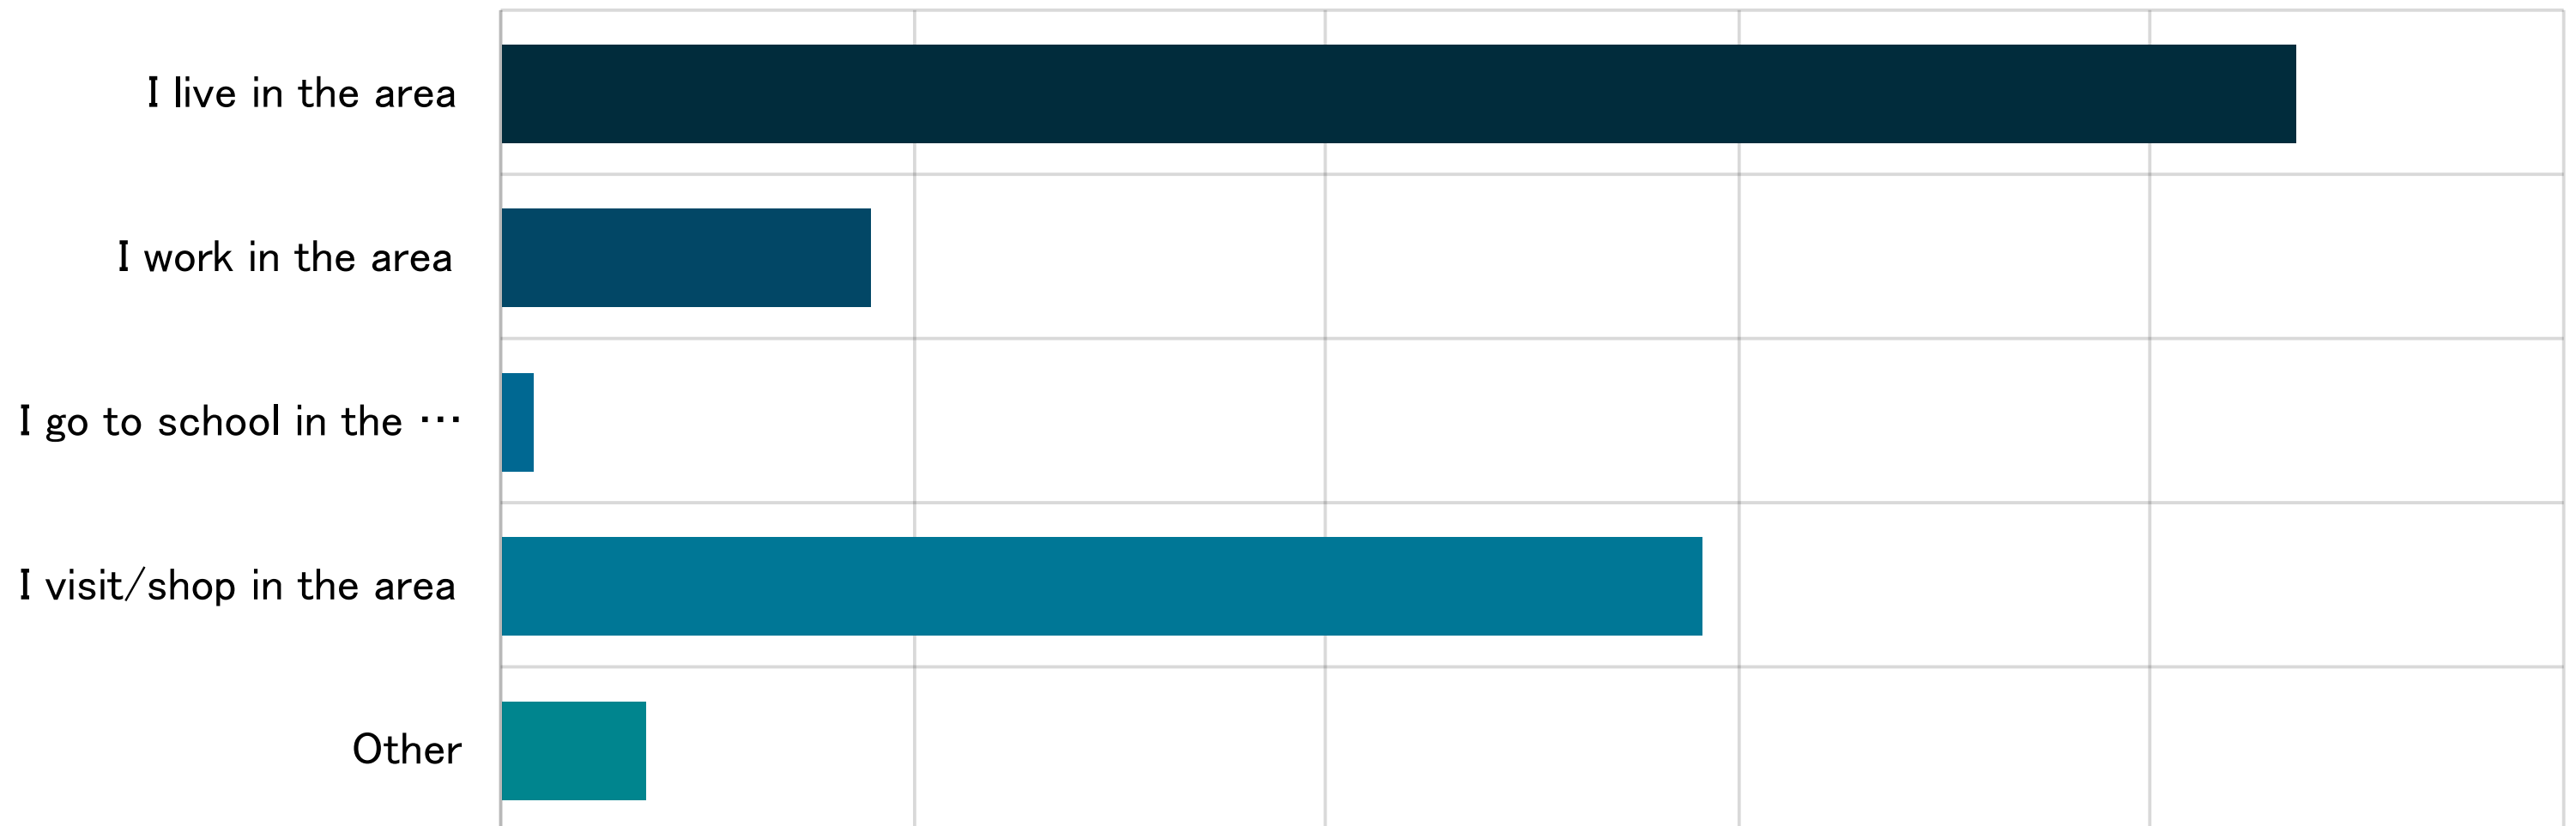 I live in the area
I work in the area
I go to school in the …
I visit/shop in the area
Other